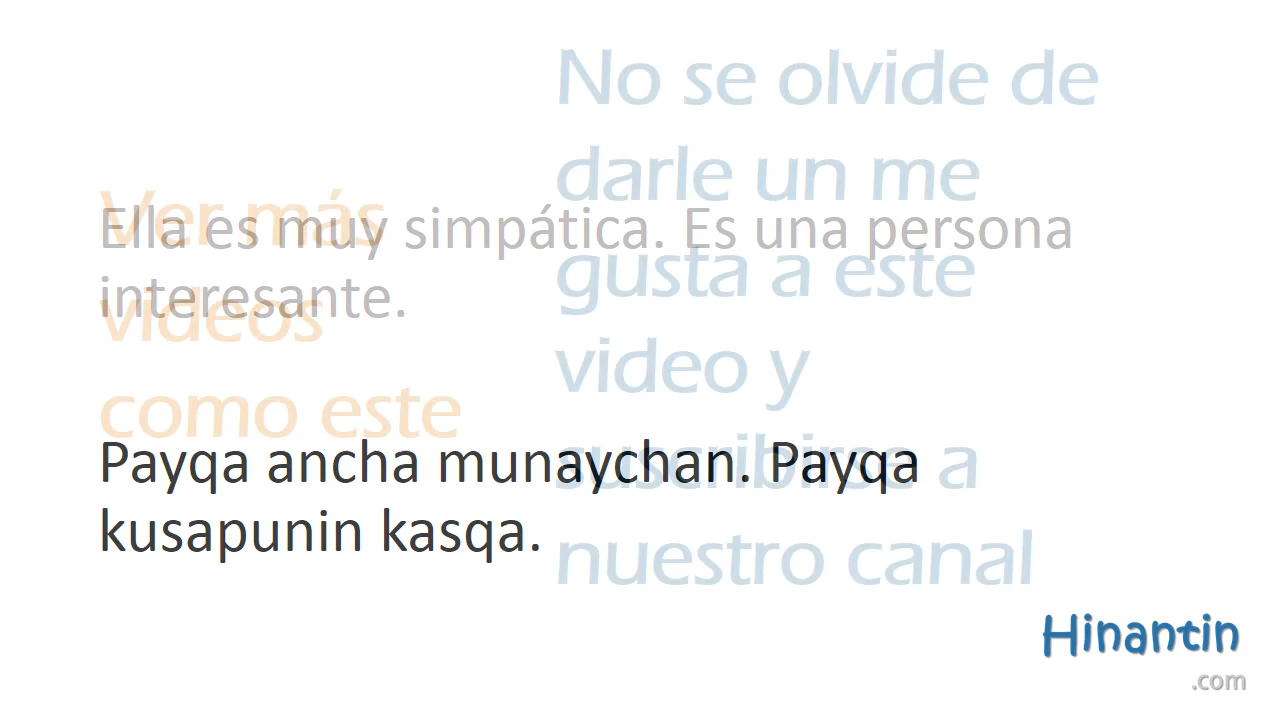 Ella es muy simpática. Es una persona
interesante.
Payqa ancha munaychan. Payqa
kusapunin kasqa.
Ver más
videos
como este
No se olvide de
darle un me
gusta a este
video y
suscribirse a
nuestro canal
Hinantin
.com